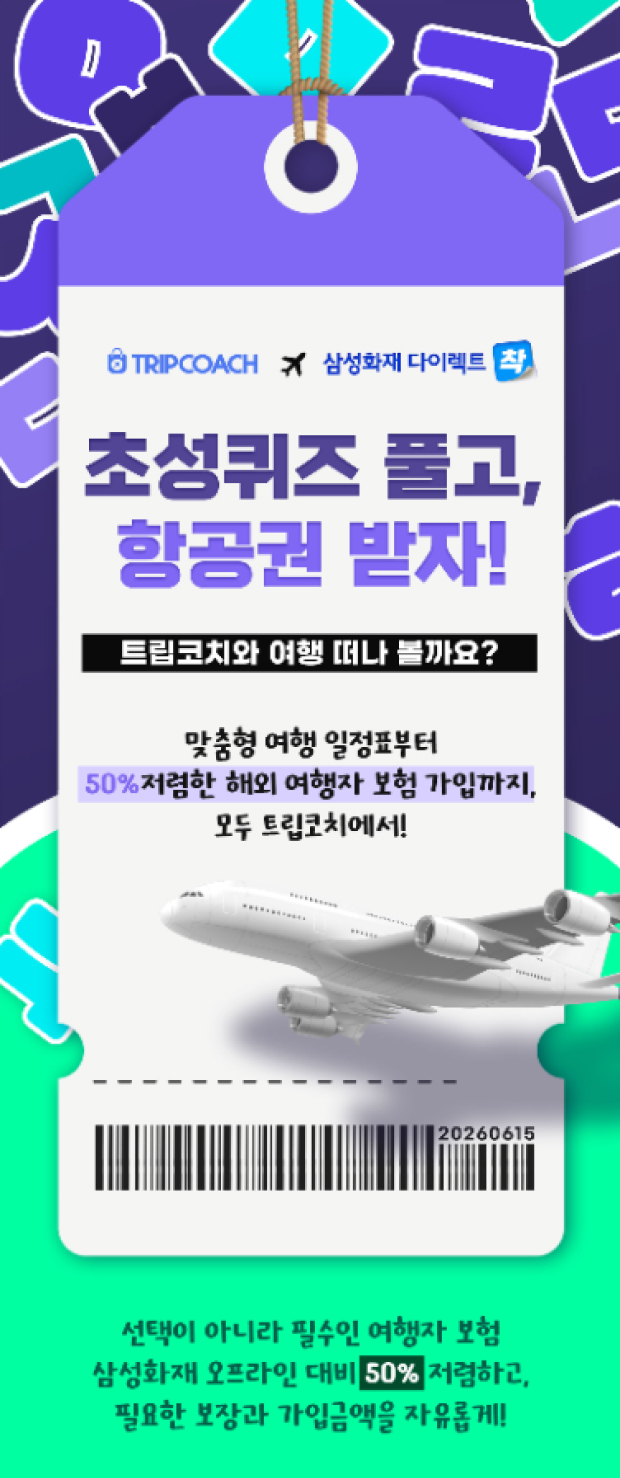 TRIPCOACH 삼성화재 다이렉트 착
초성퀴즈 풀고,
항공권 받자!
트립코치와 여행 떠나 볼까요?
맞춤형 여행 일정표부터
50%저렴한 해외 여행자 보험 가입까지,
모두 트립코치에서!
20260615
선택이 아니라 필수인 여행자 보험
삼성화재 오프라인 대비 50% 저렴하고,
필요한 보장과 가입금액을 자유롭게!